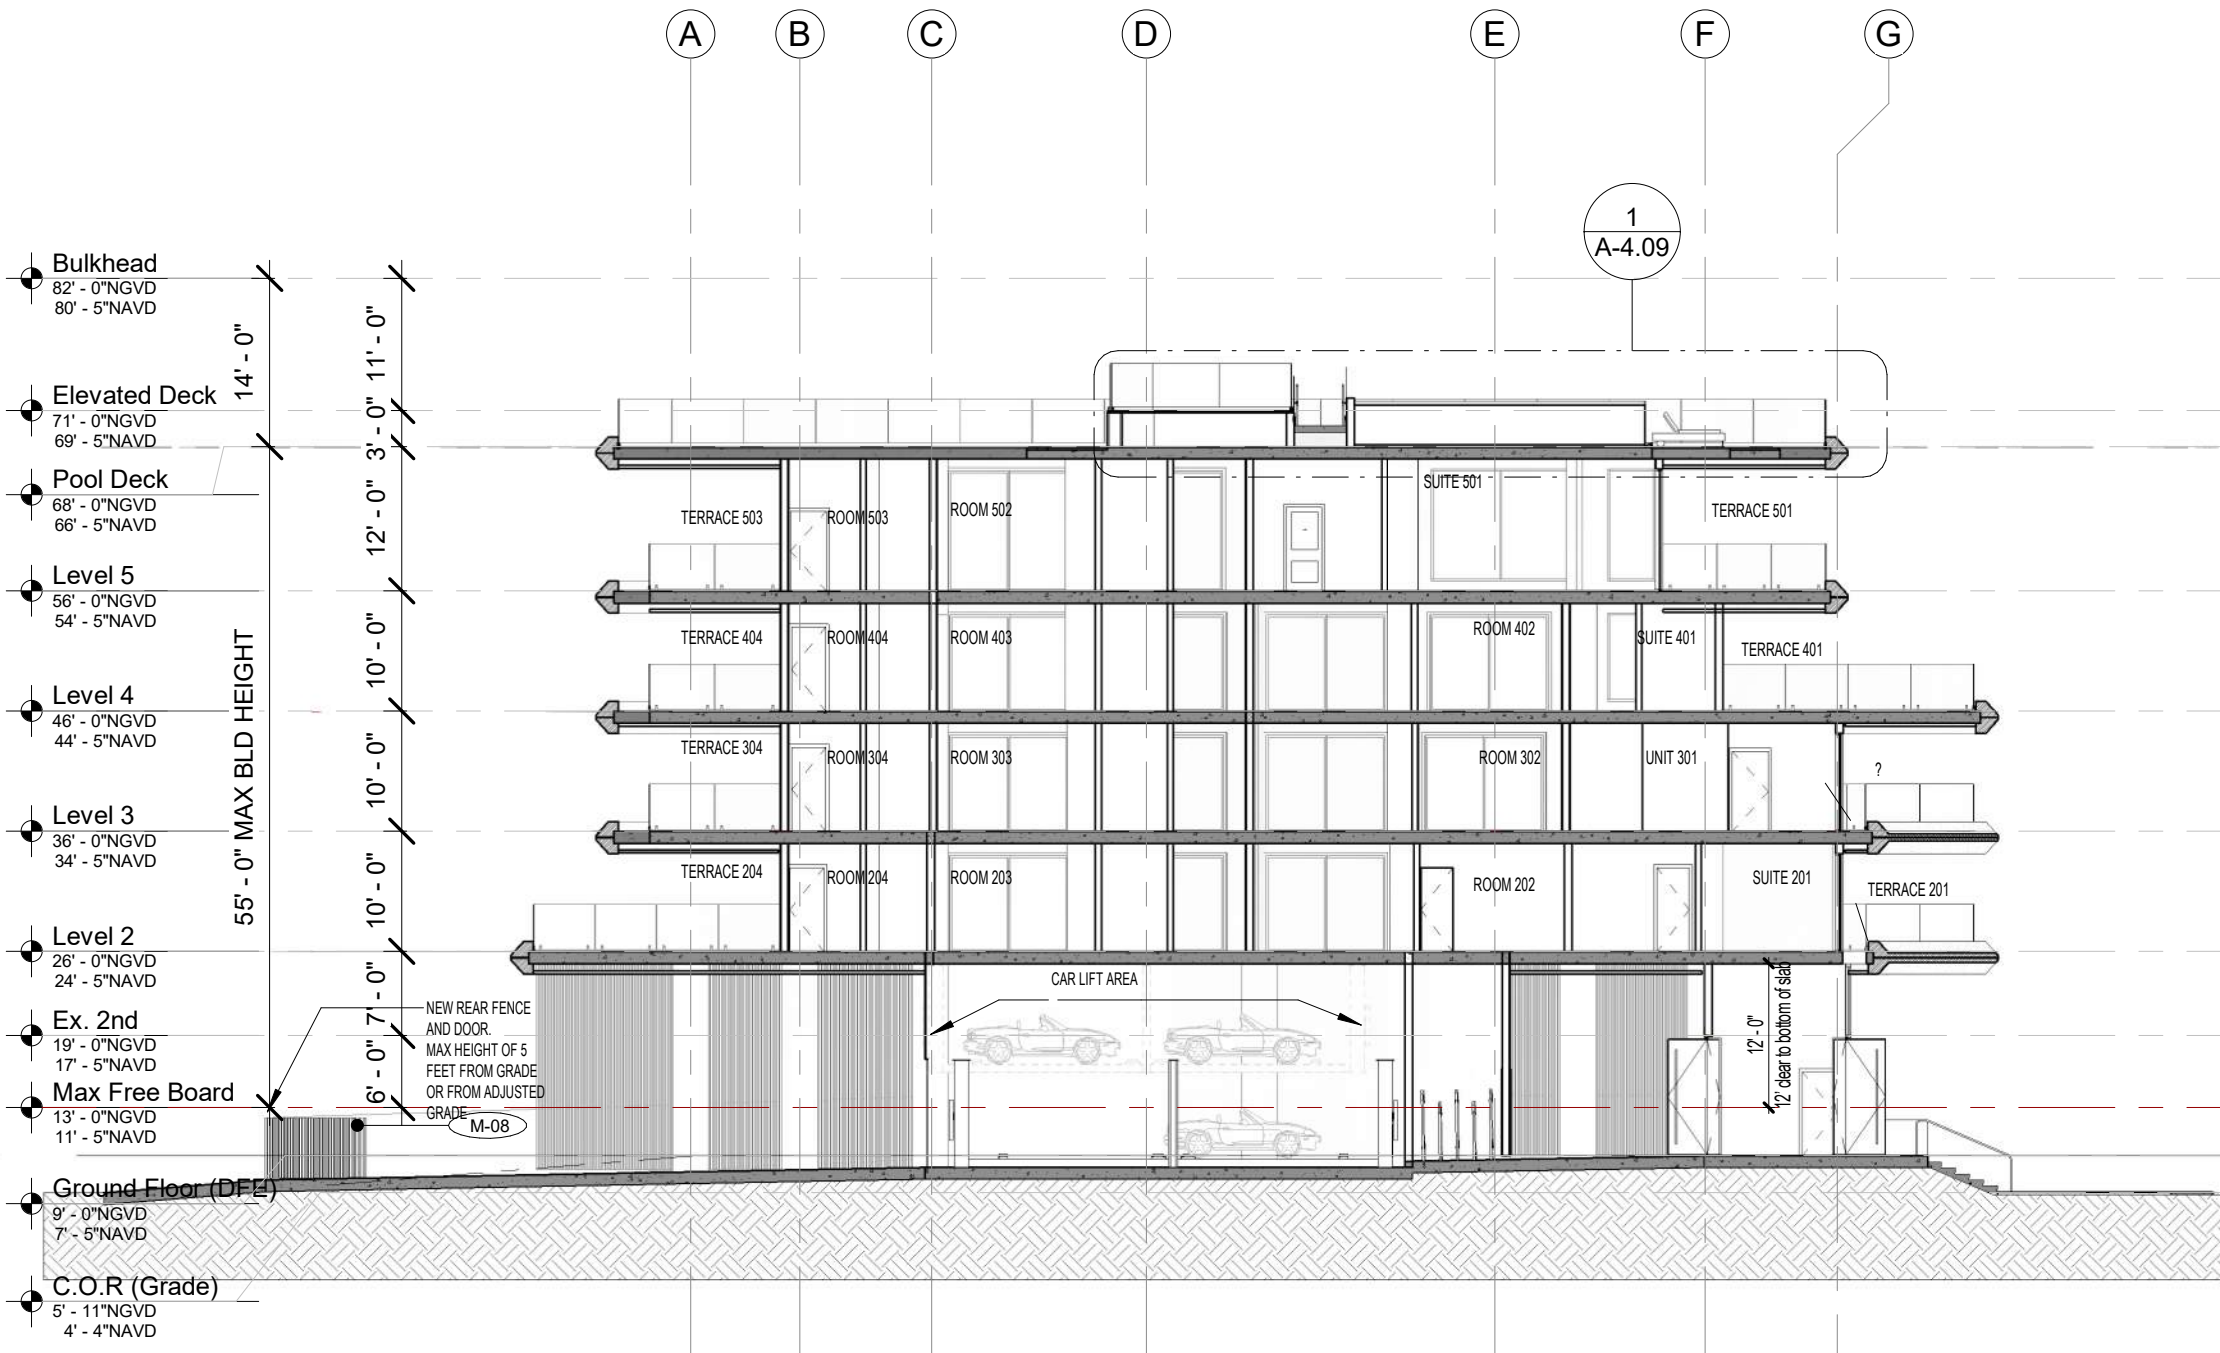 A B C D E F G
1
A-4.09
Bulkhead
82' - 0"NGVD
80' - 5"NAVD
Elevated Deck
71' - 0"NGVD
69' - 5"NAVD
Pool Deck
68' - 0"NGVD
66' - 5"NAVD
Level 5
56' - 0"NGVD
54' - 5"NAVD
Level 4
46' - 0"NGVD
44' - 5"NAVD
Level 3
36' - 0"NGVD
34' - 5"NAVD
Level 2
26' - 0"NGVD
24' - 5"NAVD
Ex. 2nd
19' - 0"NGVD
17' - 5"NAVD
Max Free Board
13' - 0"NGVD
11' - 5"NAVD
Ground Floor (DFE)
9' - 0"NGVD
7' - 5"NAVD
C.O.R (Grade)
5' - 11"NGVD
4' - 4"NAVD
14' - 0"
55' - 0" MAX BLD HEIGHT
11' - 0"
3' - 0"
12' - 0"
10' - 0"
10' - 0"
10' - 0"
7' - 0"
6' - 0"
TERRACE 503
ROOM 503
ROOM 502
SUITE 501
TERRACE 501
TERRACE 404
ROOM 404
ROOM 403
ROOM 402
SUITE 401
TERRACE 401
TERRACE 304
ROOM 304
ROOM 303
ROOM 302
UNIT 301
?
TERRACE 204
ROOM 204
ROOM 203
ROOM 202
SUITE 201
TERRACE 201
CAR LIFT AREA
12' - 0"
12' clear to bottom of slab
NEW REAR FENCE
AND DOOR.
MAX HEIGHT OF 5
FEET FROM GRADE
OR FROM ADJUSTED
GRADE
M-08